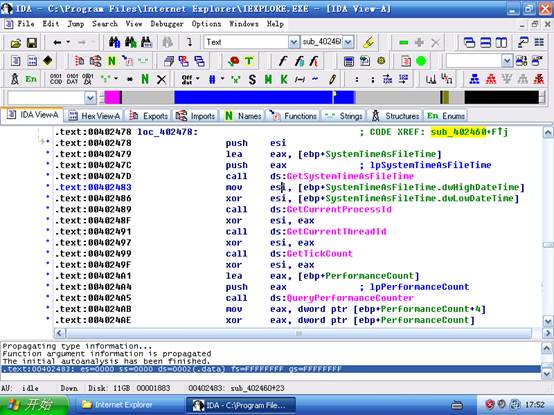 IDA - C:\Program Files\Internet Explorer\IEXPLORE.EXE - [IDA View-A]
File Edit Jump Search View Debugger Options Windows Help
Text sub_402460
En 0101 COD 0101 DAT Off dtt "S" N
IDA View-A Hex View-A Exports Imports N Names Functions "..." Strings Structures En Enums
.text:00402478 loc_402478: ; CODE XREF: sub_402460+F↑j
.text:00402478 push esi
.text:00402479 lea eax, [ebp+SystemTimeAsFileTime]
.text:0040247C push eax ; lpSystemTimeAsFileTime
.text:0040247D call ds:GetSystemTimeAsFileTime
.text:00402483 mov esi, [ebp+SystemTimeAsFileTime.dwHighDateTime]
.text:00402486 xor esi, [ebp+SystemTimeAsFileTime.dwLowDateTime]
.text:00402489 call ds:GetCurrentProcessId
.text:0040248F xor esi, eax
.text:00402491 call ds:GetCurrentThreadId
.text:00402497 xor esi, eax
.text:00402499 call ds:GetTickCount
.text:0040249F xor esi, eax
.text:004024A1 lea eax, [ebp+PerformanceCount]
.text:004024A4 push eax ; lpPerformanceCount
.text:004024A5 call ds:QueryPerformanceCounter
.text:004024AB mov eax, dword ptr [ebp+PerformanceCount+4]
.text:004024AE xor eax, dword ptr [ebp+PerformanceCount]
Propagating type information...
Function argument information is propagated
The initial autoanalysis has been finished.
.text:00402483: es=0000 ss=0000 ds=0002(.data) fs=FFFFFFFF gs=FFFFFFFF
AU: idle Down Disk: 11GB 00001883 00402483: sub_402460+23
开始 Internet Explorer IDA - C:\Program Files... 17:52